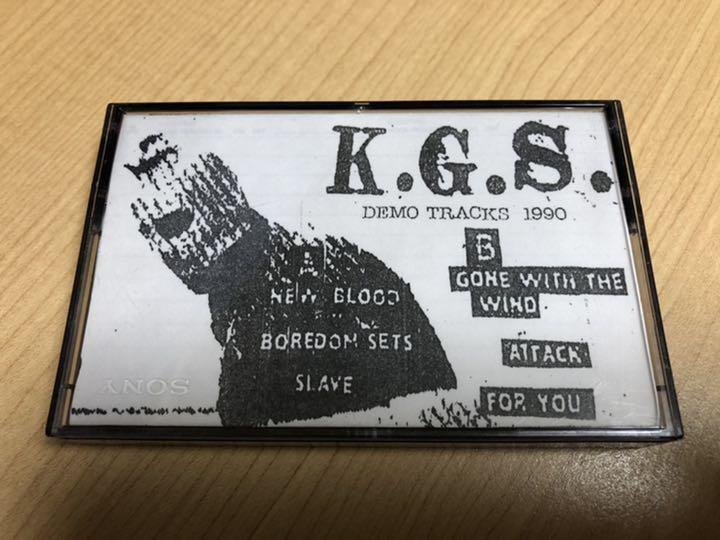 K.G.S.
DEMO TRACKS 1990
A
NEW BLOOD
BOREDOM SETS
SLAVE
B
GONE WITH THE
WIND
ATTACK
FOR YOU
SONY